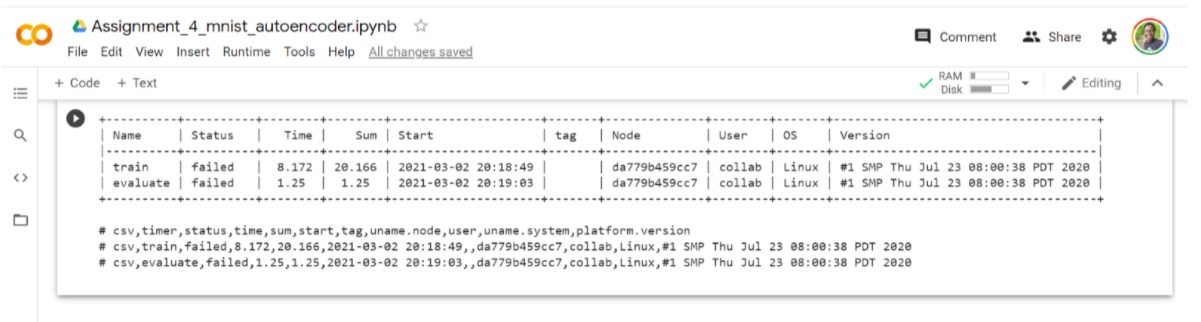 Assignment_4_mnist_autoencoder.ipynb
File Edit View Insert Runtime Tools Help All changes saved
Comment Share
+ Code + Text
RAM
Disk
Editing
+----------+--------+-------+--------+---------------------+-----+--------------+--------+-------+-------------------------------------+
| Name | Status | Time | Sum | Start | tag | Node | User | OS | Version |
|----------+--------+-------+--------+---------------------+-----+--------------+--------+-------+-------------------------------------|
| train | failed | 8.172 | 20.166 | 2021-03-02 20:18:49 | | da779b459cc7 | collab | Linux | #1 SMP Thu Jul 23 08:00:38 PDT 2020 |
| evaluate | failed | 1.25 | 1.25 | 2021-03-02 20:19:03 | | da779b459cc7 | collab | Linux | #1 SMP Thu Jul 23 08:00:38 PDT 2020 |
+----------+--------+-------+--------+---------------------+-----+--------------+--------+-------+-------------------------------------+
# csv,timer,status,time,sum,start,tag,uname.node,user,uname.system,platform.version
# csv,train,failed,8.172,20.166,2021-03-02 20:18:49,,da779b459cc7,collab,Linux,#1 SMP Thu Jul 23 08:00:38 PDT 2020
# csv,evaluate,failed,1.25,1.25,2021-03-02 20:19:03,,da779b459cc7,collab,Linux,#1 SMP Thu Jul 23 08:00:38 PDT 2020